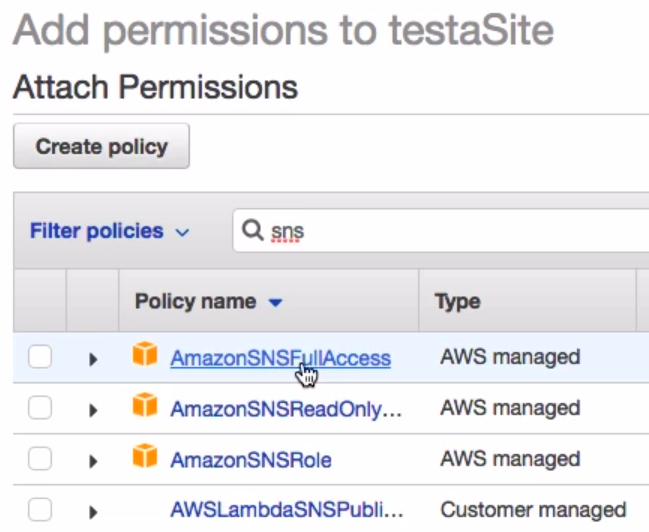 Add permissions to testaSite
Attach Permissions
Create policy
Filter policies sns
Policy name Type
AmazonSNSFullAccess AWS managed
AmazonSNSReadOnly... AWS managed
AmazonSNSRole AWS managed
AWSLambdaSNSPubli... Customer managed